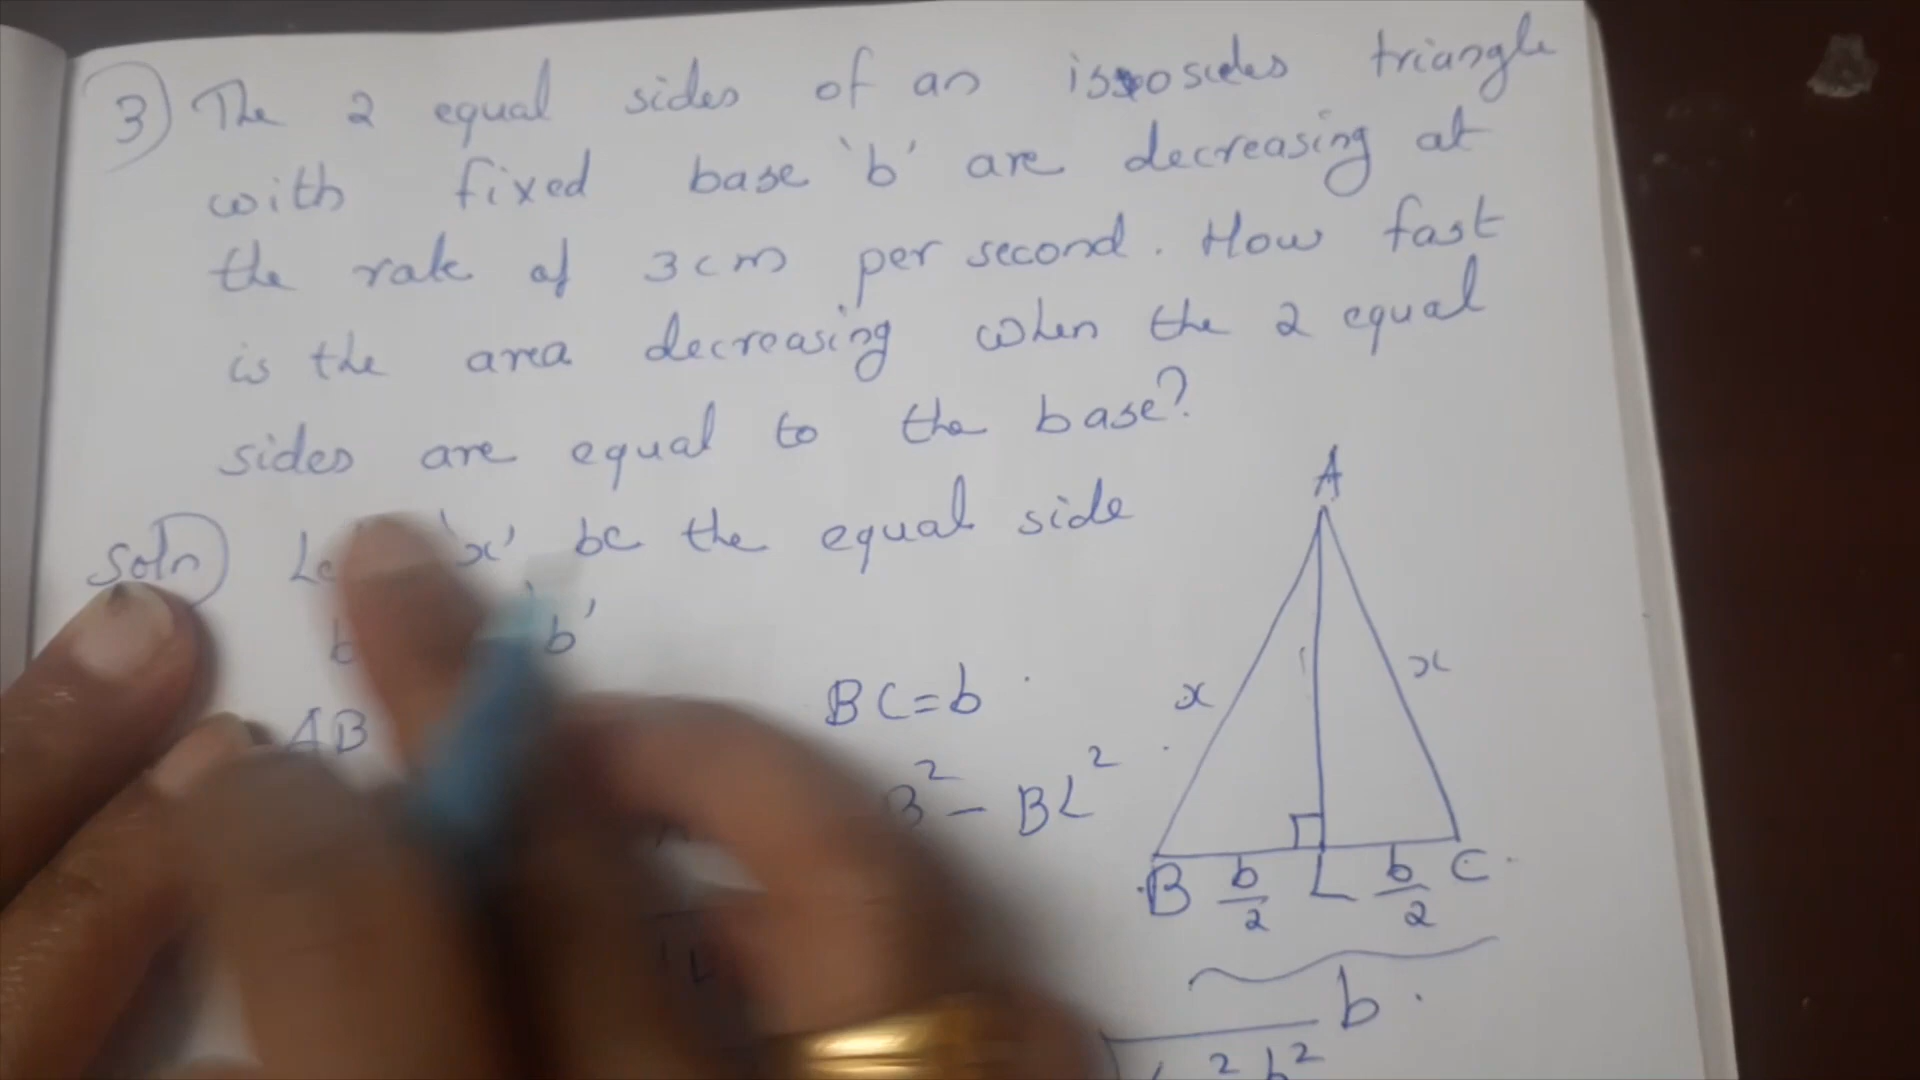 3) The 2 equal sides of an isosceles triangle
with fixed base 'b' are decreasing at
the rate of 3cm per second. How fast
is the area decreasing when the 2 equal
sides are equal to the base?
Soln) 'x' be the equal side
'b'
AB
BC=b
B² - BL²
A
x
x
B b/2 L b/2 C
b